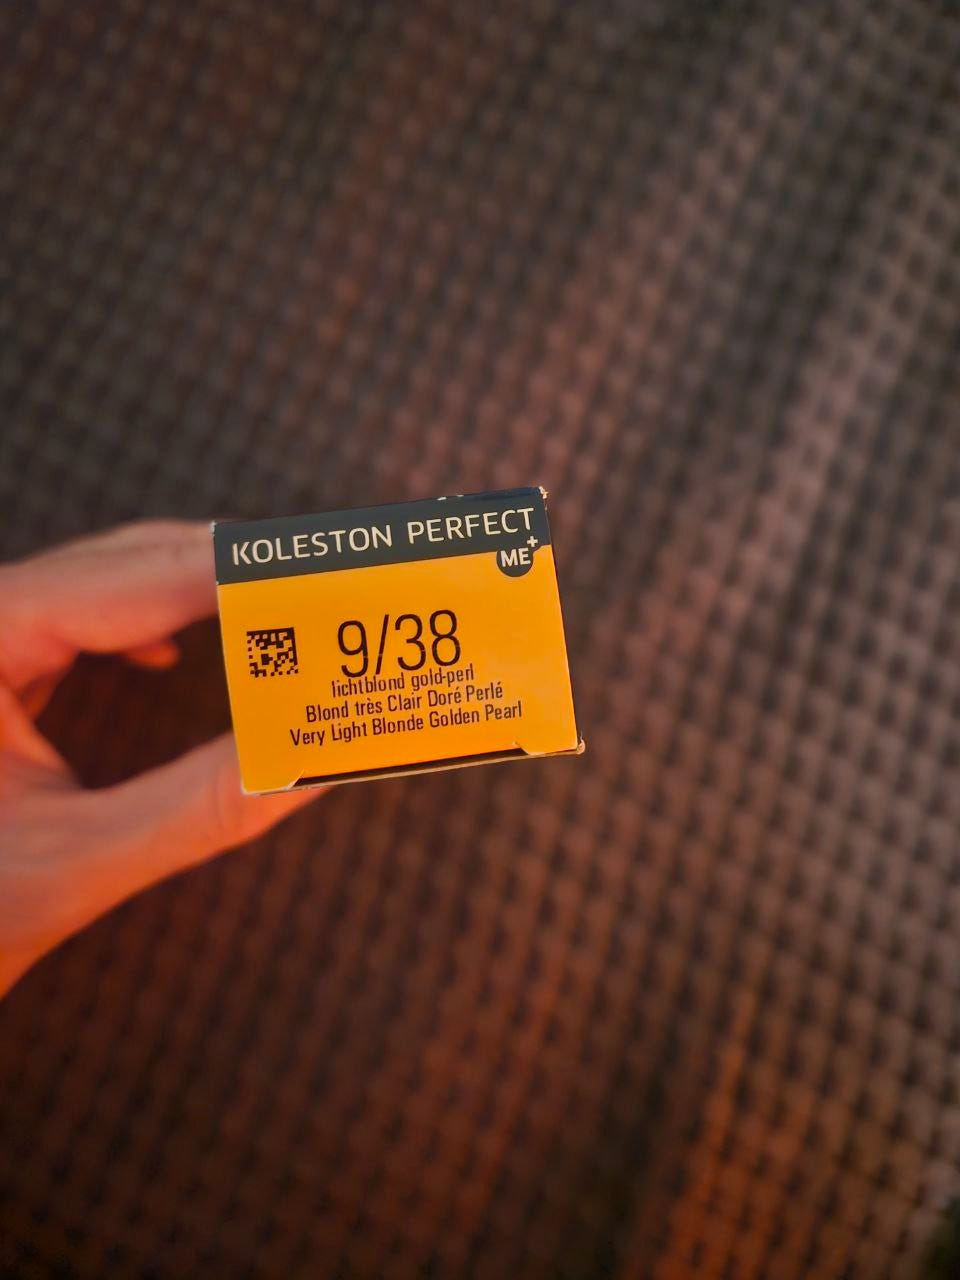 KOLESTON PERFECT
ME+
9/38
lichtblond gold-perl
Blond très Clair Doré Perlé
Very Light Blonde Golden Pearl